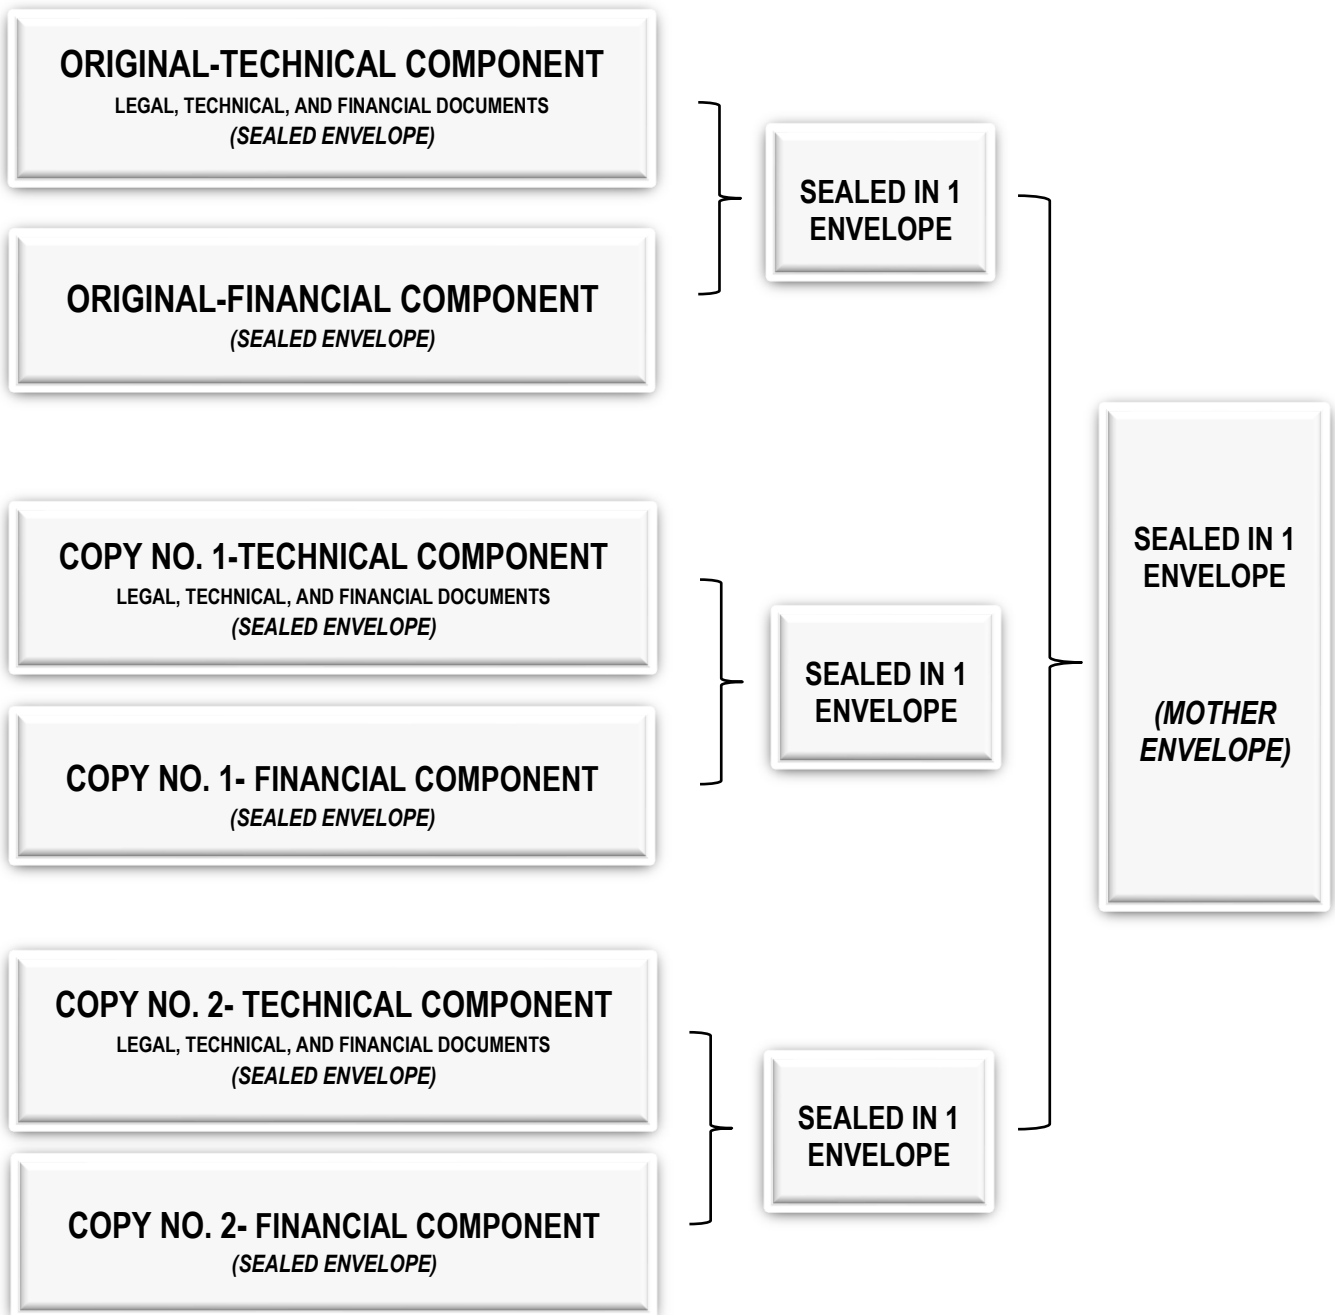 ORIGINAL-TECHNICAL COMPONENT
LEGAL, TECHNICAL, AND FINANCIAL DOCUMENTS
(SEALED ENVELOPE)
ORIGINAL-FINANCIAL COMPONENT
(SEALED ENVELOPE)
SEALED IN 1
ENVELOPE
COPY NO. 1-TECHNICAL COMPONENT
LEGAL, TECHNICAL, AND FINANCIAL DOCUMENTS
(SEALED ENVELOPE)
COPY NO. 1- FINANCIAL COMPONENT
(SEALED ENVELOPE)
SEALED IN 1
ENVELOPE
COPY NO. 2- TECHNICAL COMPONENT
LEGAL, TECHNICAL, AND FINANCIAL DOCUMENTS
(SEALED ENVELOPE)
COPY NO. 2- FINANCIAL COMPONENT
(SEALED ENVELOPE)
SEALED IN 1
ENVELOPE
SEALED IN 1
ENVELOPE
(MOTHER
ENVELOPE)